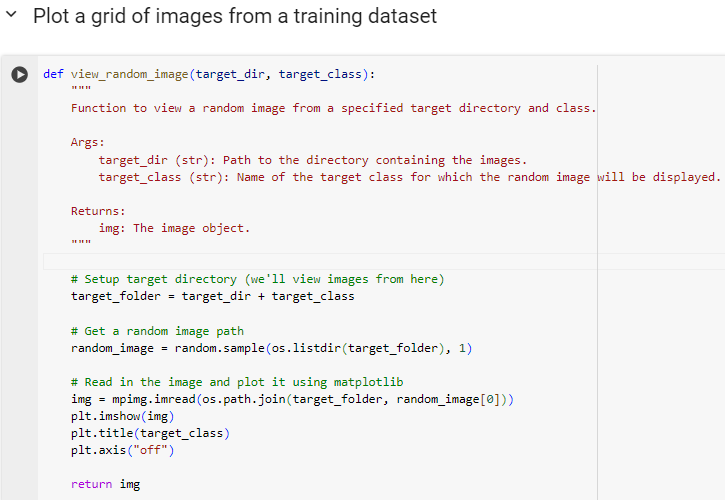 Plot a grid of images from a training dataset
def view_random_image(target_dir, target_class):
"""
Function to view a random image from a specified target directory and class.
Args:
target_dir (str): Path to the directory containing the images.
target_class (str): Name of the target class for which the random image will be displayed.
Returns:
img: The image object.
"""
# Setup target directory (we'll view images from here)
target_folder = target_dir + target_class
# Get a random image path
random_image = random.sample(os.listdir(target_folder), 1)
# Read in the image and plot it using matplotlib
img = mpimg.imread(os.path.join(target_folder, random_image[0]))
plt.imshow(img)
plt.title(target_class)
plt.axis("off")
return img